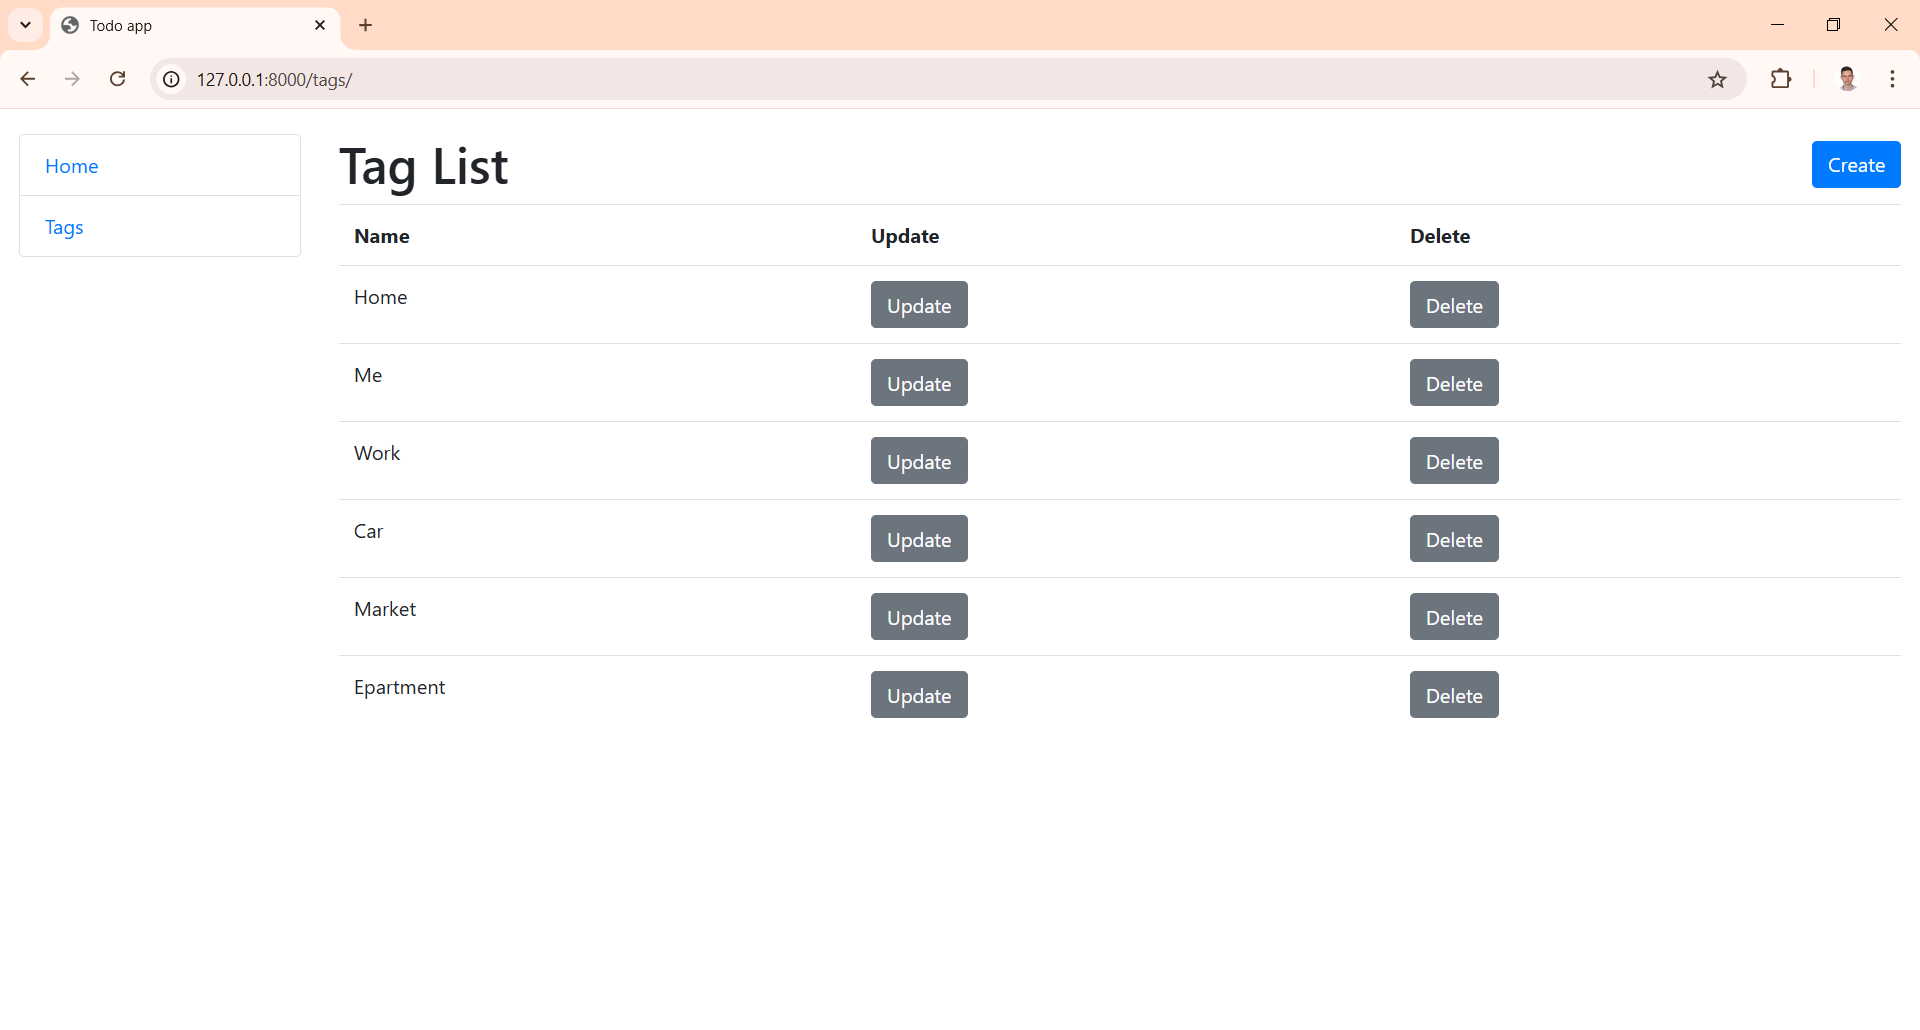 Todo app
127.0.0.1:8000/tags/
Home
Tags
Tag List
Create
Name Update Delete
Home Update Delete
Me Update Delete
Work Update Delete
Car Update Delete
Market Update Delete
Epartment Update Delete